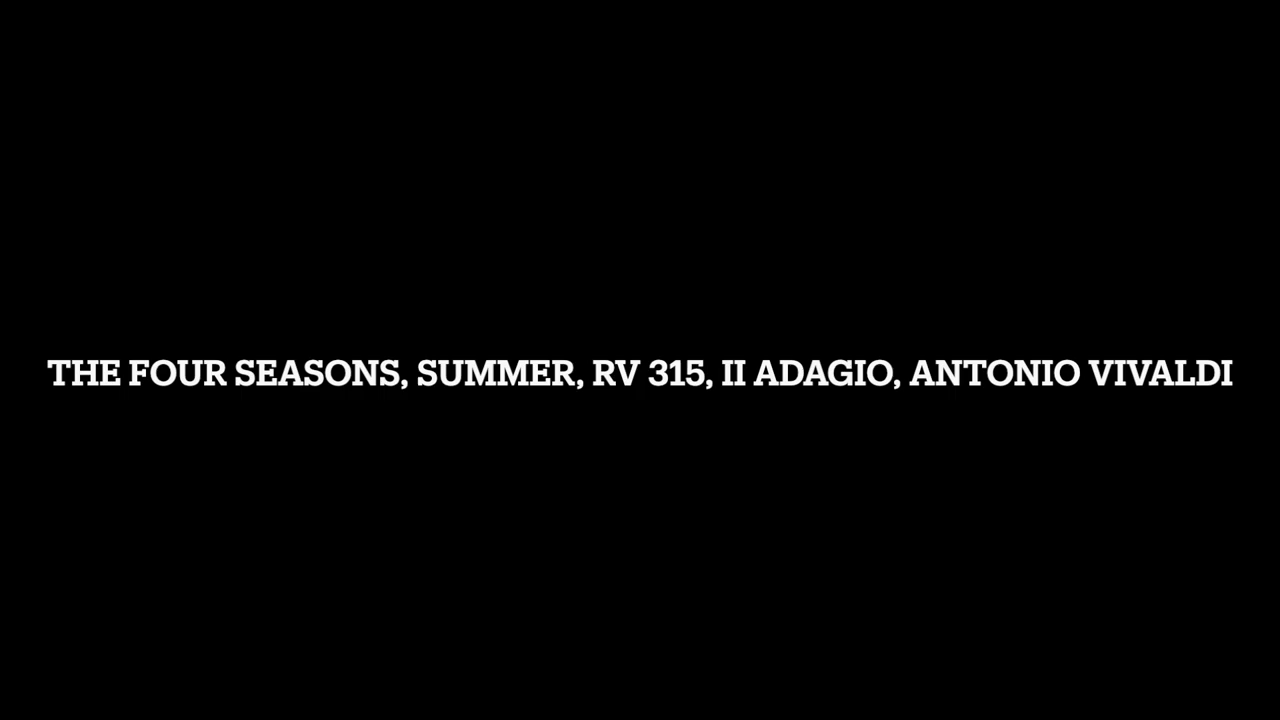 THE FOUR SEASONS, SUMMER, RV 315, II ADAGIO, ANTONIO VIVALDI